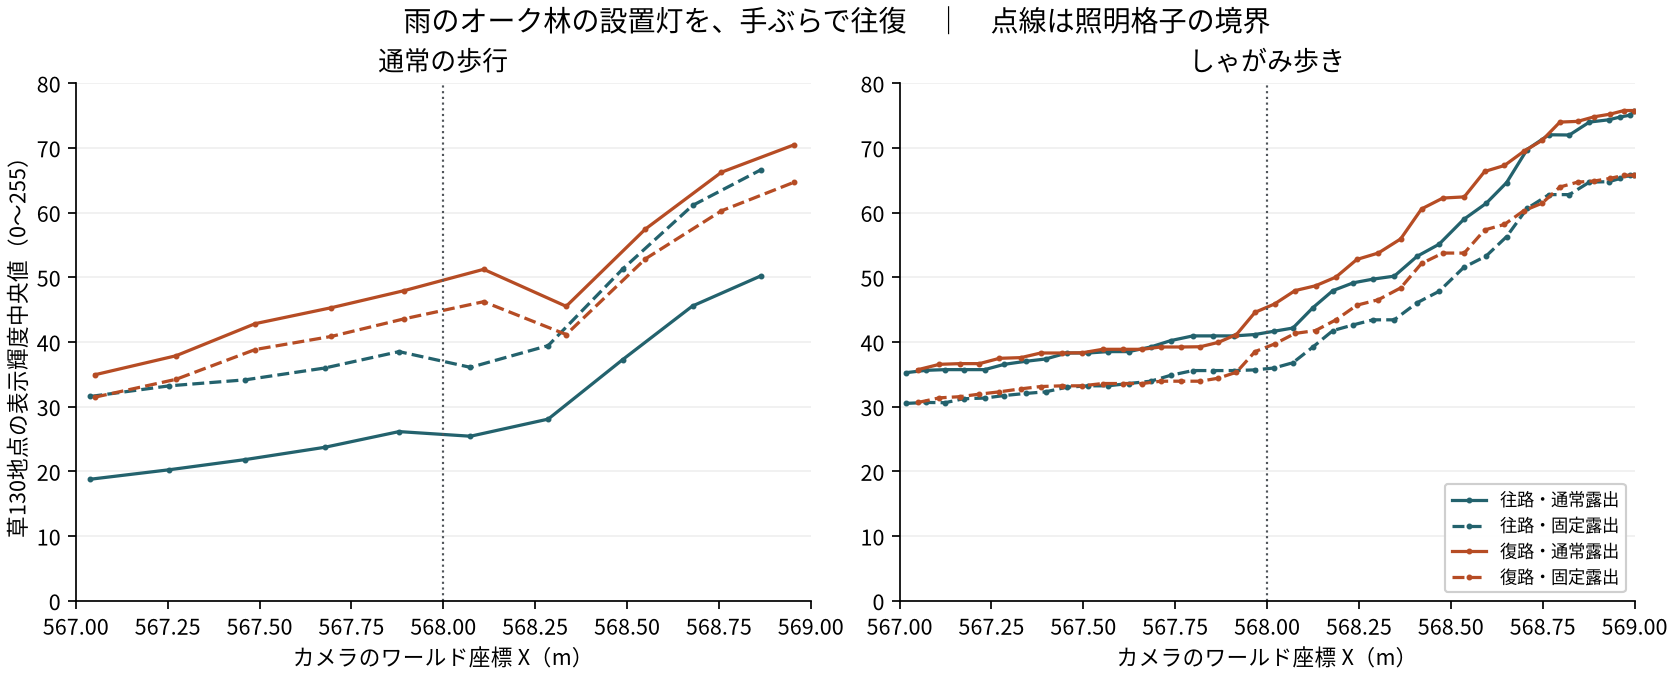 雨のオーク林の設置灯を、手ぶらで往復 ｜ 点線は照明格子の境界
通常の歩行
草130地点の表示輝度中央値（0〜255）
80
70
60
50
40
30
20
10
0
567.00 567.25 567.50 567.75 568.00 568.25 568.50 568.75 569.00
カメラのワールド座標 X（m）
しゃがみ歩き
80
70
60
50
40
30
20
10
0
567.00 567.25 567.50 567.75 568.00 568.25 568.50 568.75 569.00
カメラのワールド座標 X（m）
往路・通常露出
往路・固定露出
復路・通常露出
復路・固定露出